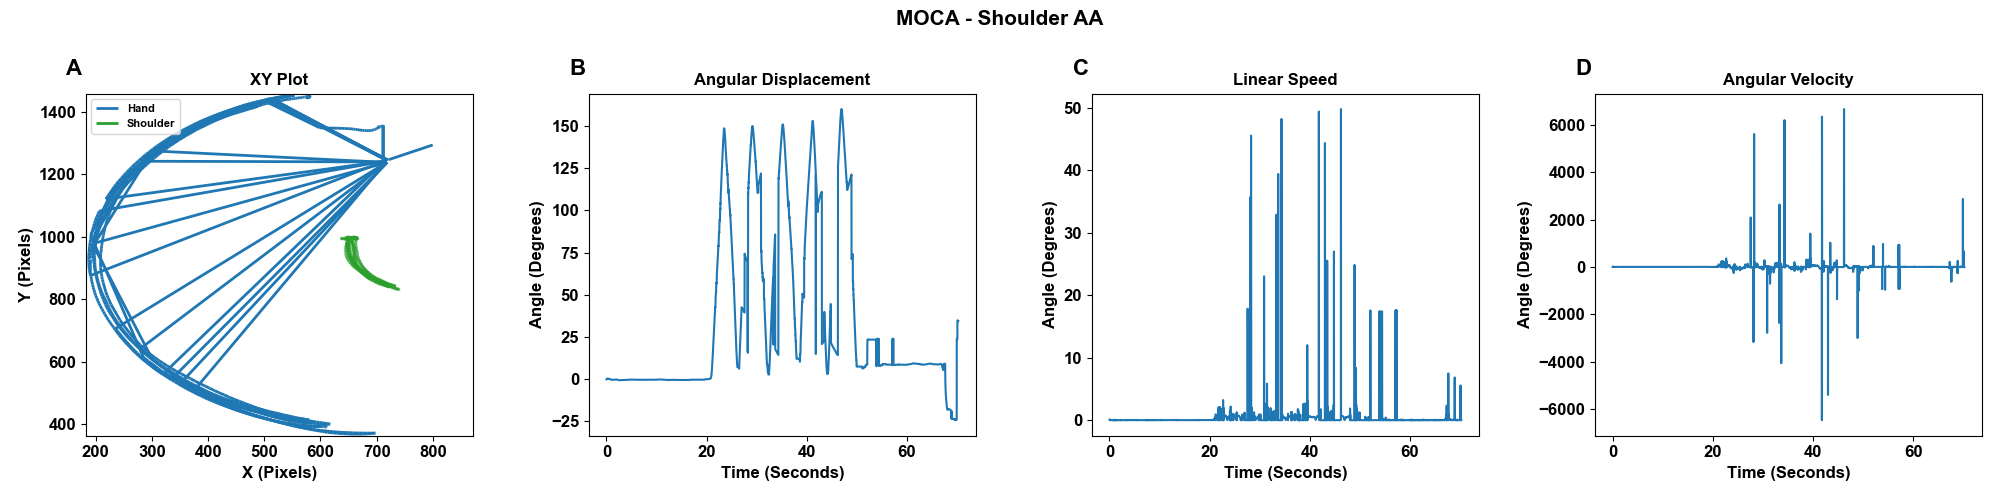 MOCA - Shoulder AA
A
XY Plot
Hand
Shoulder
1400
1200
1000
800
600
400
Y (Pixels)
200 300 400 500 600 700 800
X (Pixels)
B
Angular Displacement
150
125
100
75
50
25
0
−25
Angle (Degrees)
0 20 40 60
Time (Seconds)
C
Linear Speed
50
40
30
20
10
0
Angle (Degrees)
0 20 40 60
Time (Seconds)
D
Angular Velocity
6000
4000
2000
0
−2000
−4000
−6000
Angle (Degrees)
0 20 40 60
Time (Seconds)